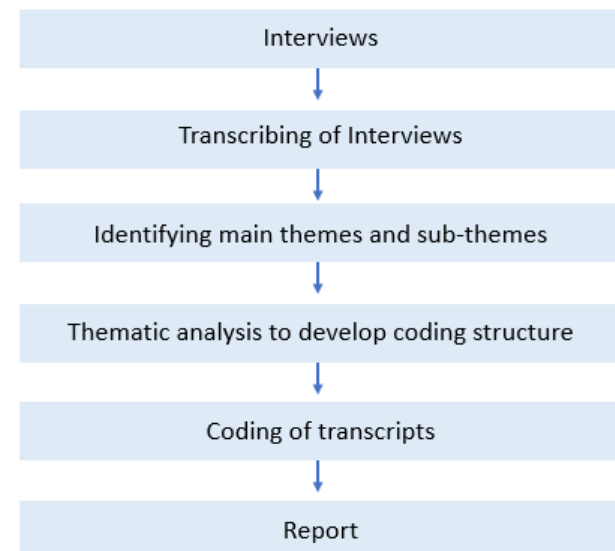 Interviews
Transcribing of Interviews
Identifying main themes and sub-themes
Thematic analysis to develop coding structure
Coding of transcripts
Report